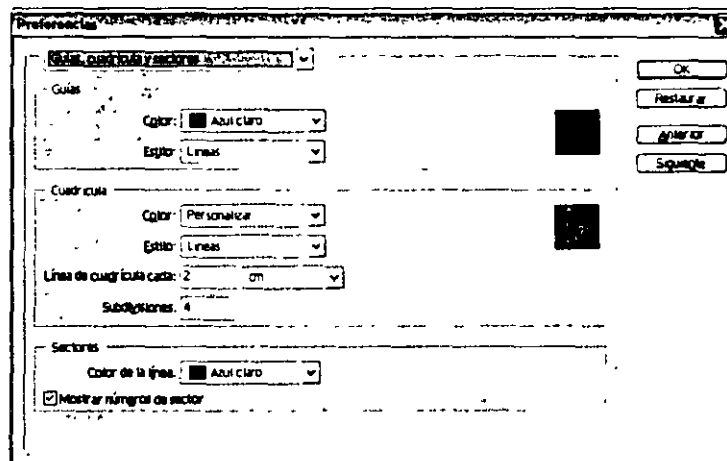 Preferencias
Guías, cuadrícula y sectores
OK
Restaurar
Anterior
Siguiente
Guías
Color: Azul claro
Estilo: Líneas
Cuadrícula
Color: Personalizar
Estilo: Líneas
Línea de cuadrícula cada: 2 cm
Subdivisiones: 4
Sectores
Color de la línea: Azul claro
Mostrar números de sector